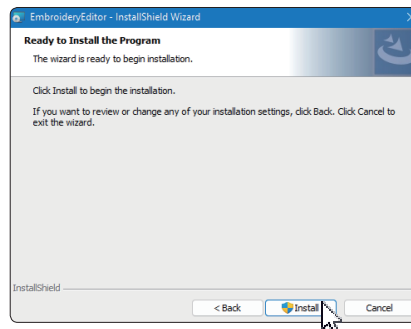 EmbroideryEditor - InstallShield Wizard
Ready to Install the Program
The wizard is ready to begin installation.
Click Install to begin the installation.
If you want to review or change any of your installation settings, click Back. Click Cancel to
exit the wizard.
InstallShield
< Back Install Cancel